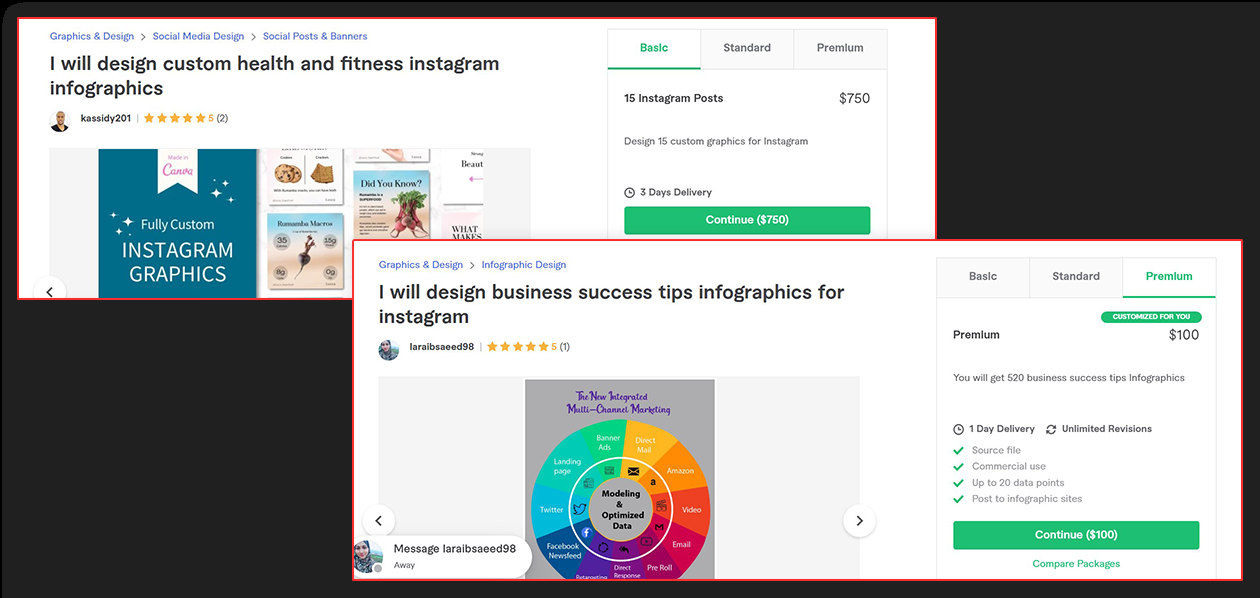 Graphics & Design > Social Media Design > Social Posts & Banners
I will design custom health and fitness instagram
infographics
kassidy201 | 5 (2)
Made in
Canva
Fully Custom
INSTAGRAM
GRAPHICS
Cookies
Crackers
Rumamba Macros
35
15g
8g
0g
Did You Know?
Rumamba is a
SUPERFOOD
Beaut
WHAT
MAKES
Basic
Standard
Premium
15 Instagram Posts $750
Design 15 custom graphics for Instagram
3 Days Delivery
Continue ($750)
Graphics & Design > Infographic Design
I will design business success tips infographics for
instagram
laraibsaeed98 | 5 (1)
The New Integrated
Multi-Channel Marketing
Banner
Ads
Direct
Mail
Landing
page
Amazon
a
Twitter
Modeling
&
Optimized
Data
Video
Facebook
Newsfeed
Email
Retargeting
Direct
Response
Pre Roll
Message laraibsaeed98
Away
Basic
Standard
Premium
CUSTOMIZED FOR YOU
Premium $100
You will get 520 business success tips Infographics
1 Day Delivery Unlimited Revisions
Source file
Commercial use
Up to 20 data points
Post to infographic sites
Continue ($100)
Compare Packages